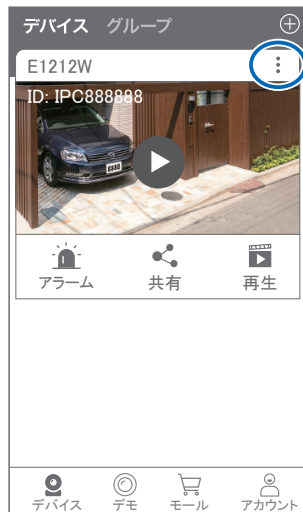 デバイス グループ
E1212W
ID: IPC888888
アラーム 共有 再生
デバイス デモ モール アカウント